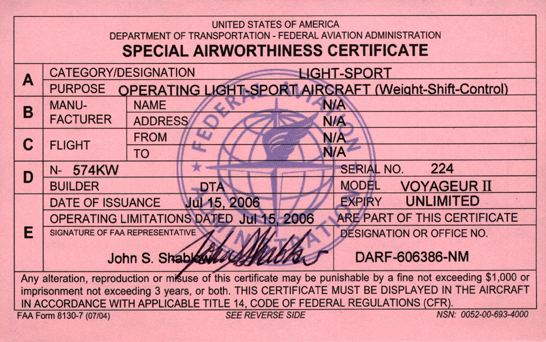 UNITED STATES OF AMERICA
DEPARTMENT OF TRANSPORTATION - FEDERAL AVIATION ADMINISTRATION
SPECIAL AIRWORTHINESS CERTIFICATE
A CATEGORY/DESIGNATION LIGHT-SPORT
PURPOSE OPERATING LIGHT-SPORT AIRCRAFT (Weight-Shift-Control)
B MANU-FACTURER NAME N/A
ADDRESS N/A
C FLIGHT FROM N/A
TO N/A
D N- 574KW SERIAL NO. 224
BUILDER DTA MODEL VOYAGEUR II
E DATE OF ISSUANCE Jul 15, 2006 EXPIRY UNLIMITED
OPERATING LIMITATIONS DATED Jul 15, 2006 ARE PART OF THIS CERTIFICATE
SIGNATURE OF FAA REPRESENTATIVE DESIGNATION OR OFFICE NO.
John S. Shablow DARF-606386-NM
FEDERAL AVIATION ADMINISTRATION
Any alteration, reproduction or misuse of this certificate may be punishable by a fine not exceeding $1,000 or
imprisonment not exceeding 3 years, or both. THIS CERTIFICATE MUST BE DISPLAYED IN THE AIRCRAFT
IN ACCORDANCE WITH APPLICABLE TITLE 14, CODE OF FEDERAL REGULATIONS (CFR).
FAA Form 8130-7 (07/04) SEE REVERSE SIDE NSN: 0052-00-693-4000